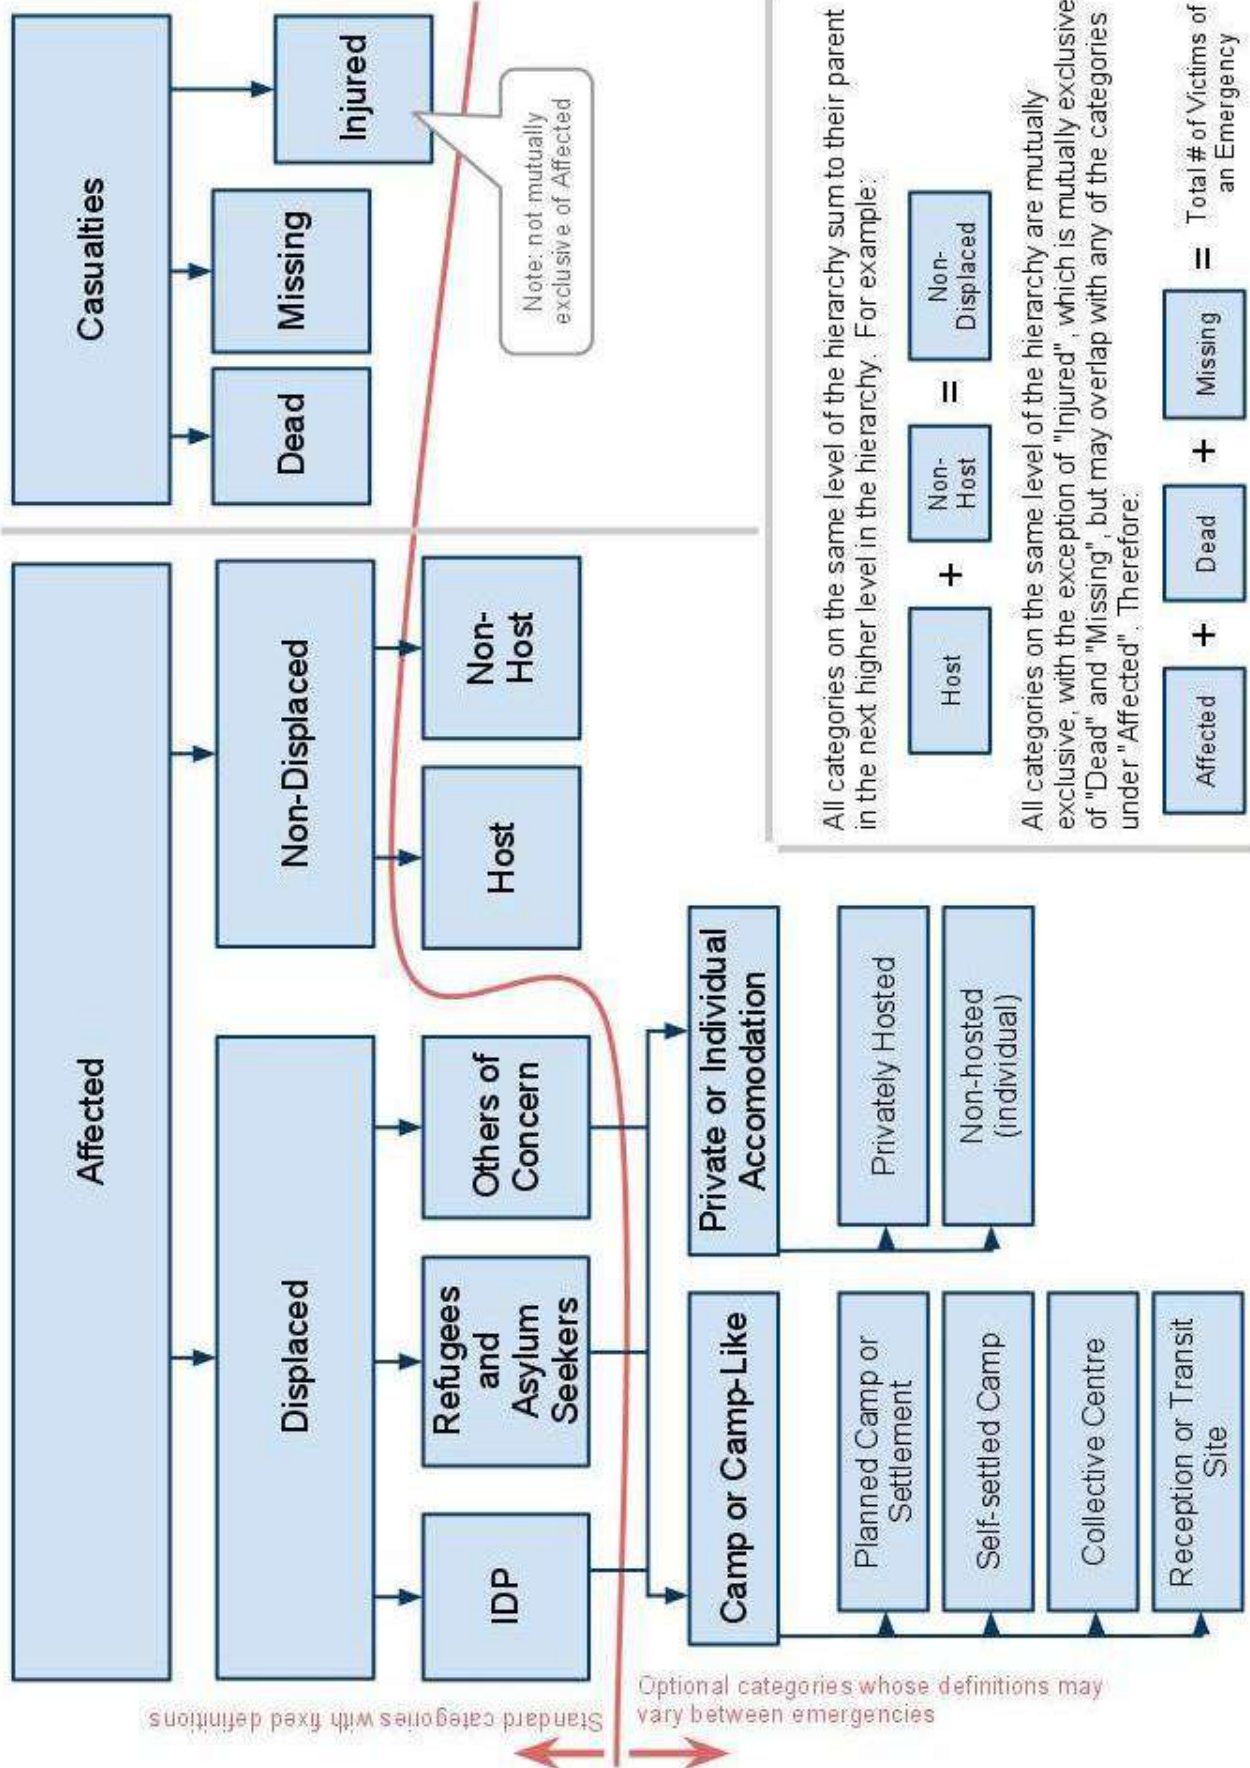 Affected
Casualties
Displaced
Non-Displaced
Dead
Missing
Injured
IDP
Refugees
and
Asylum
Seekers
Others of
Concern
Host
Non-
Host
Note: not mutually
exclusive of Affected
Standard categories with fixed definitions
Optional categories whose definitions may
vary between emergencies
Camp or Camp-Like
Private or Individual
Accomodation
Planned Camp or
Settlement
Self-settled Camp
Collective Centre
Reception or Transit
Site
Privately Hosted
Non-hosted
(individual)
All categories on the same level of the hierarchy sum to their parent
in the next higher level in the hierarchy. For example:
Host + Non-Host = Non-Displaced
All categories on the same level of the hierarchy are mutually
exclusive, with the exception of "Injured", which is mutually exclusive
of "Dead" and "Missing", but may overlap with any of the categories
under "Affected". Therefore:
Affected + Dead + Missing = Total # of Victims of
an Emergency